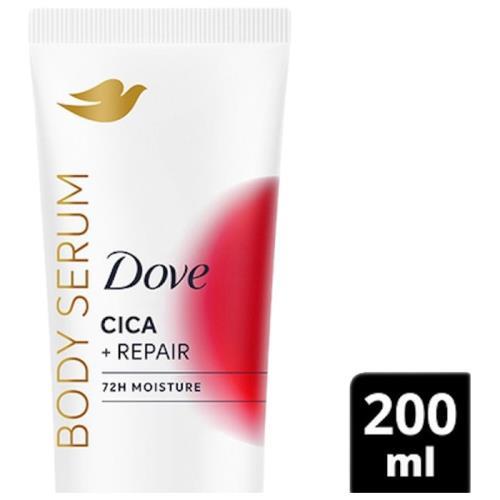 BODY SERUM
Dove
CICA
+ REPAIR
72H MOISTURE
200
ml